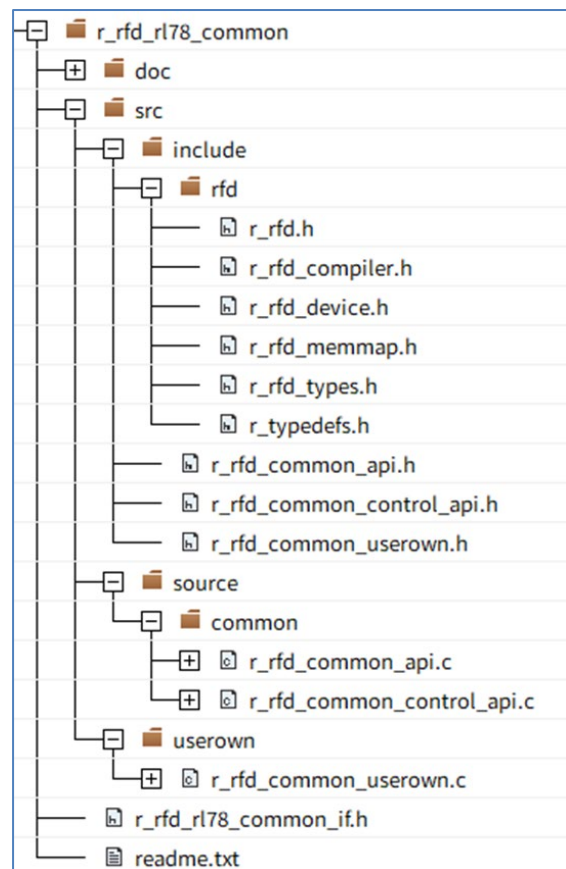 r_rfd_rl78_common
doc
src
include
rfd
r_rfd.h
r_rfd_compiler.h
r_rfd_device.h
r_rfd_memmap.h
r_rfd_types.h
r_typedefs.h
r_rfd_common_api.h
r_rfd_common_control_api.h
r_rfd_common_userown.h
source
common
r_rfd_common_api.c
r_rfd_common_control_api.c
userown
r_rfd_common_userown.c
r_rfd_rl78_common_if.h
readme.txt